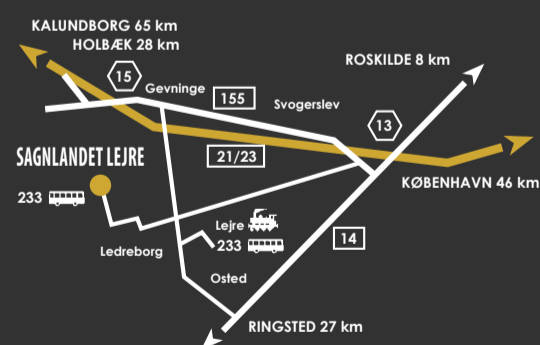 KALUNDBORG 65 km
HOLBÆK 28 km
ROSKILDE 8 km
15
Gevninge
155
Svogerslev
13
21/23
SAGNLANDET LEJRE
KØBENHAVN 46 km
233
Lejre
233
14
Ledreborg
Osted
RINGSTED 27 km